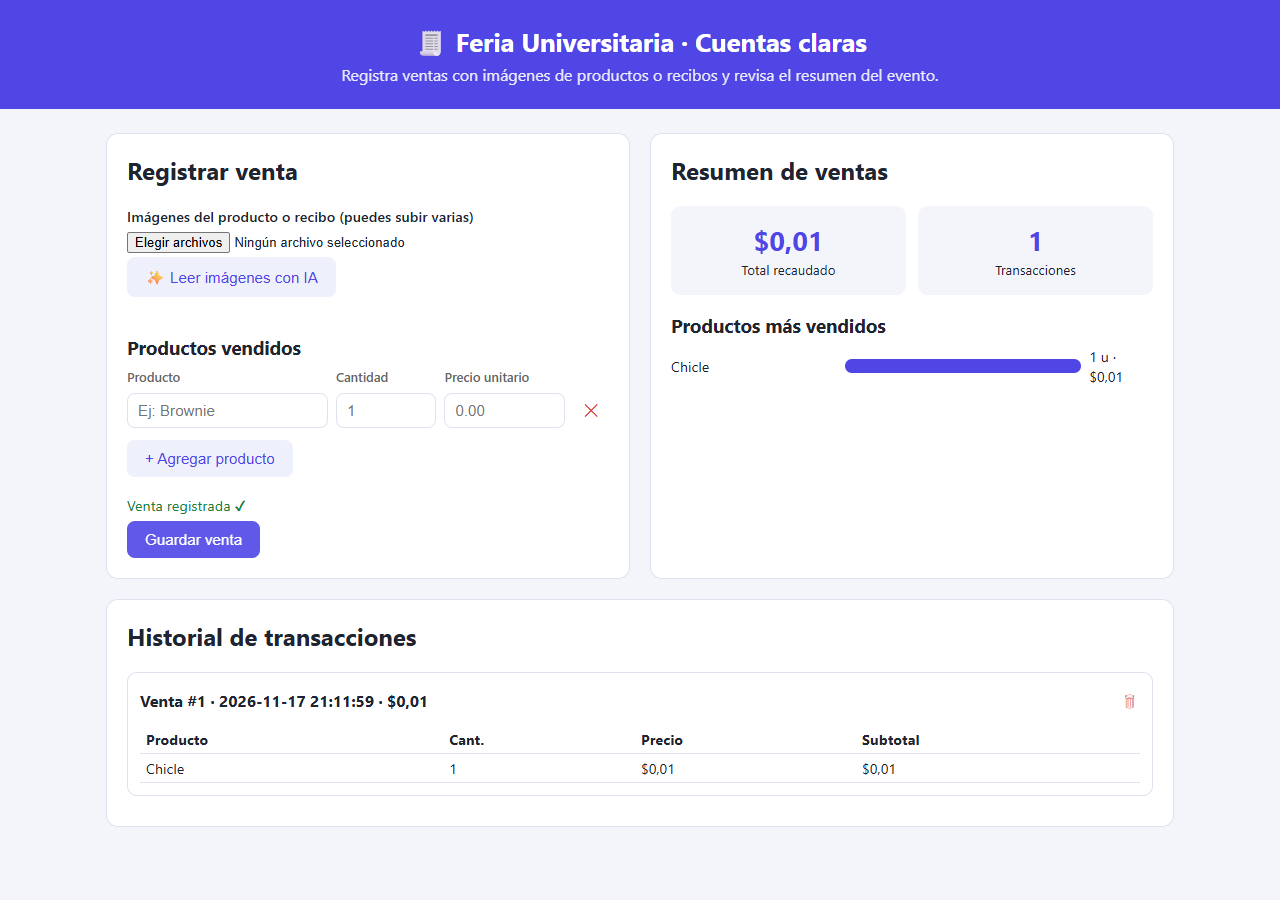 Feria Universitaria · Cuentas claras
Registra ventas con imágenes de productos o recibos y revisa el resumen del evento.
Registrar venta
Imágenes del producto o recibo (puedes subir varias)
Elegir archivos Ningún archivo seleccionado
✨ Leer imágenes con IA
Productos vendidos
Producto Cantidad Precio unitario
Ej: Brownie 1 0.00
+ Agregar producto
Venta registrada ✓
Guardar venta
Resumen de ventas
$0,01 1
Total recaudado Transacciones
Productos más vendidos
Chicle 1 u ·
$0,01
Historial de transacciones
Venta #1 · 2026-11-17 21:11:59 · $0,01
Producto Cant. Precio Subtotal
Chicle 1 $0,01 $0,01